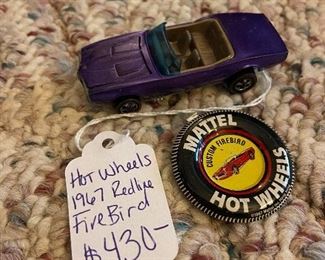 Hot Wheels
1967 Redline
FireBird
$430-
MATTEL
CUSTOM FIREBIRD
HOT WHEELS